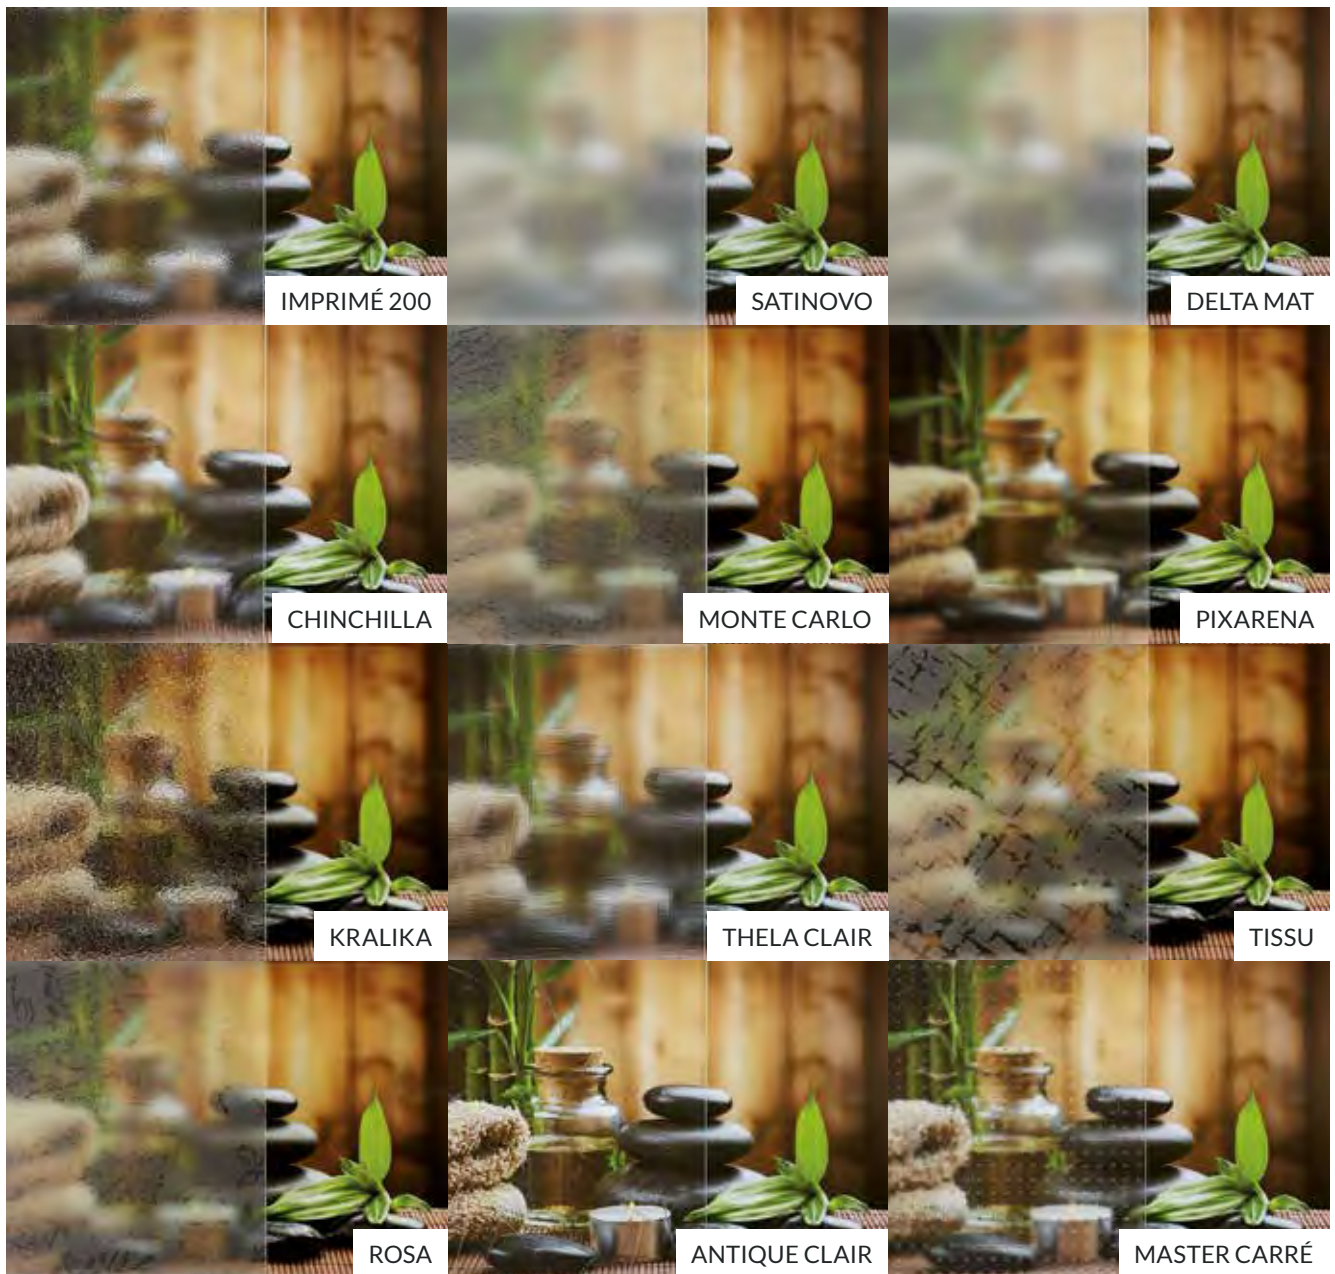 IMPRIMÉ 200
SATINOVO
DELTA MAT
CHINCHILLA
MONTE CARLO
PIXARENA
KRALIKA
THELA CLAIR
TISSU
ROSA
ANTIQUE CLAIR
MASTER CARRÉ